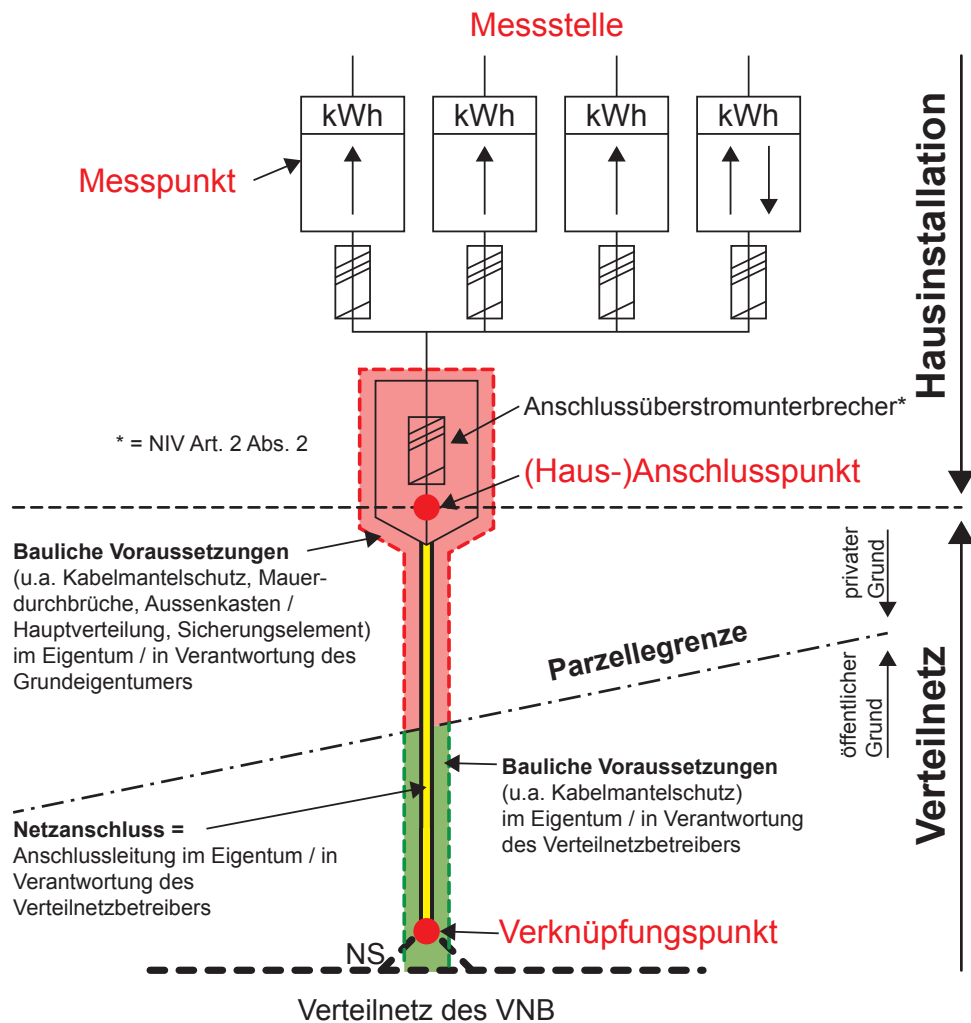 Messstelle
kWh
kWh
kWh
kWh
Messpunkt
Hausinstallation
Anschlussüberstromunterbrecher*
* = NIV Art. 2 Abs. 2
(Haus-)Anschlusspunkt
Bauliche Voraussetzungen
(u.a. Kabelmantelschutz, Mauer-
durchbrüche, Aussenkasten /
Hauptverteilung, Sicherungselement)
im Eigentum / in Verantwortung des
Grundeigentumers
privater
Grund
Parzellegrenze
öffentlicher
Grund
Verteilnetz
Bauliche Voraussetzungen
(u.a. Kabelmantelschutz)
im Eigentum / in Verantwortung
des Verteilnetzbetreibers
Netzanschluss =
Anschlussleitung im Eigentum / in
Verantwortung des
Verteilnetzbetreibers
Verknüpfungspunkt
NS
Verteilnetz des VNB